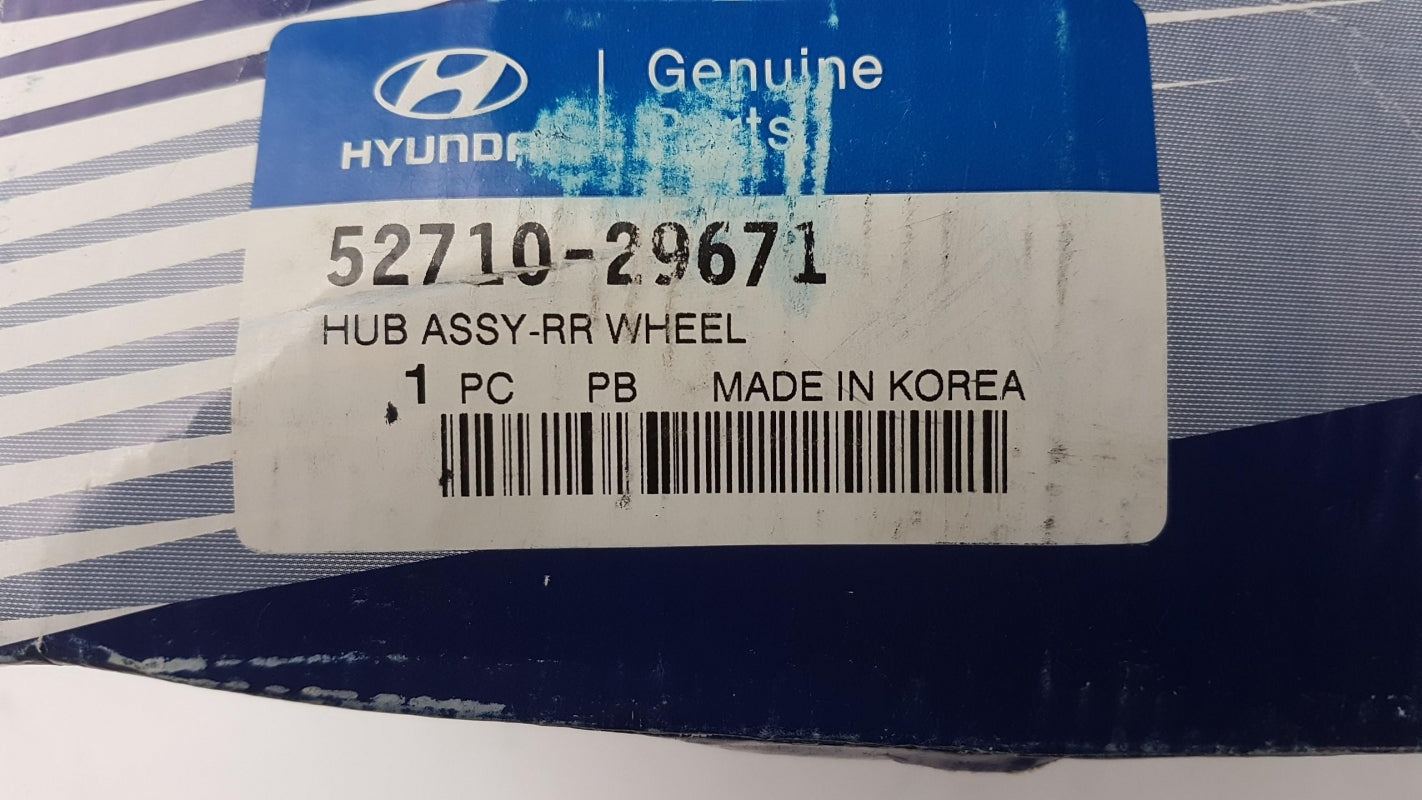 Genuine
HYUNDAI
Parts
52710-29671
HUB ASSY-RR WHEEL
1 PC PB MADE IN KOREA